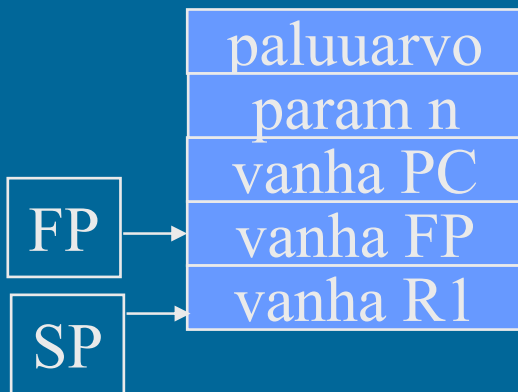 paluuarvo
param n
vanha PC
FP
vanha FP
vanha R1
SP